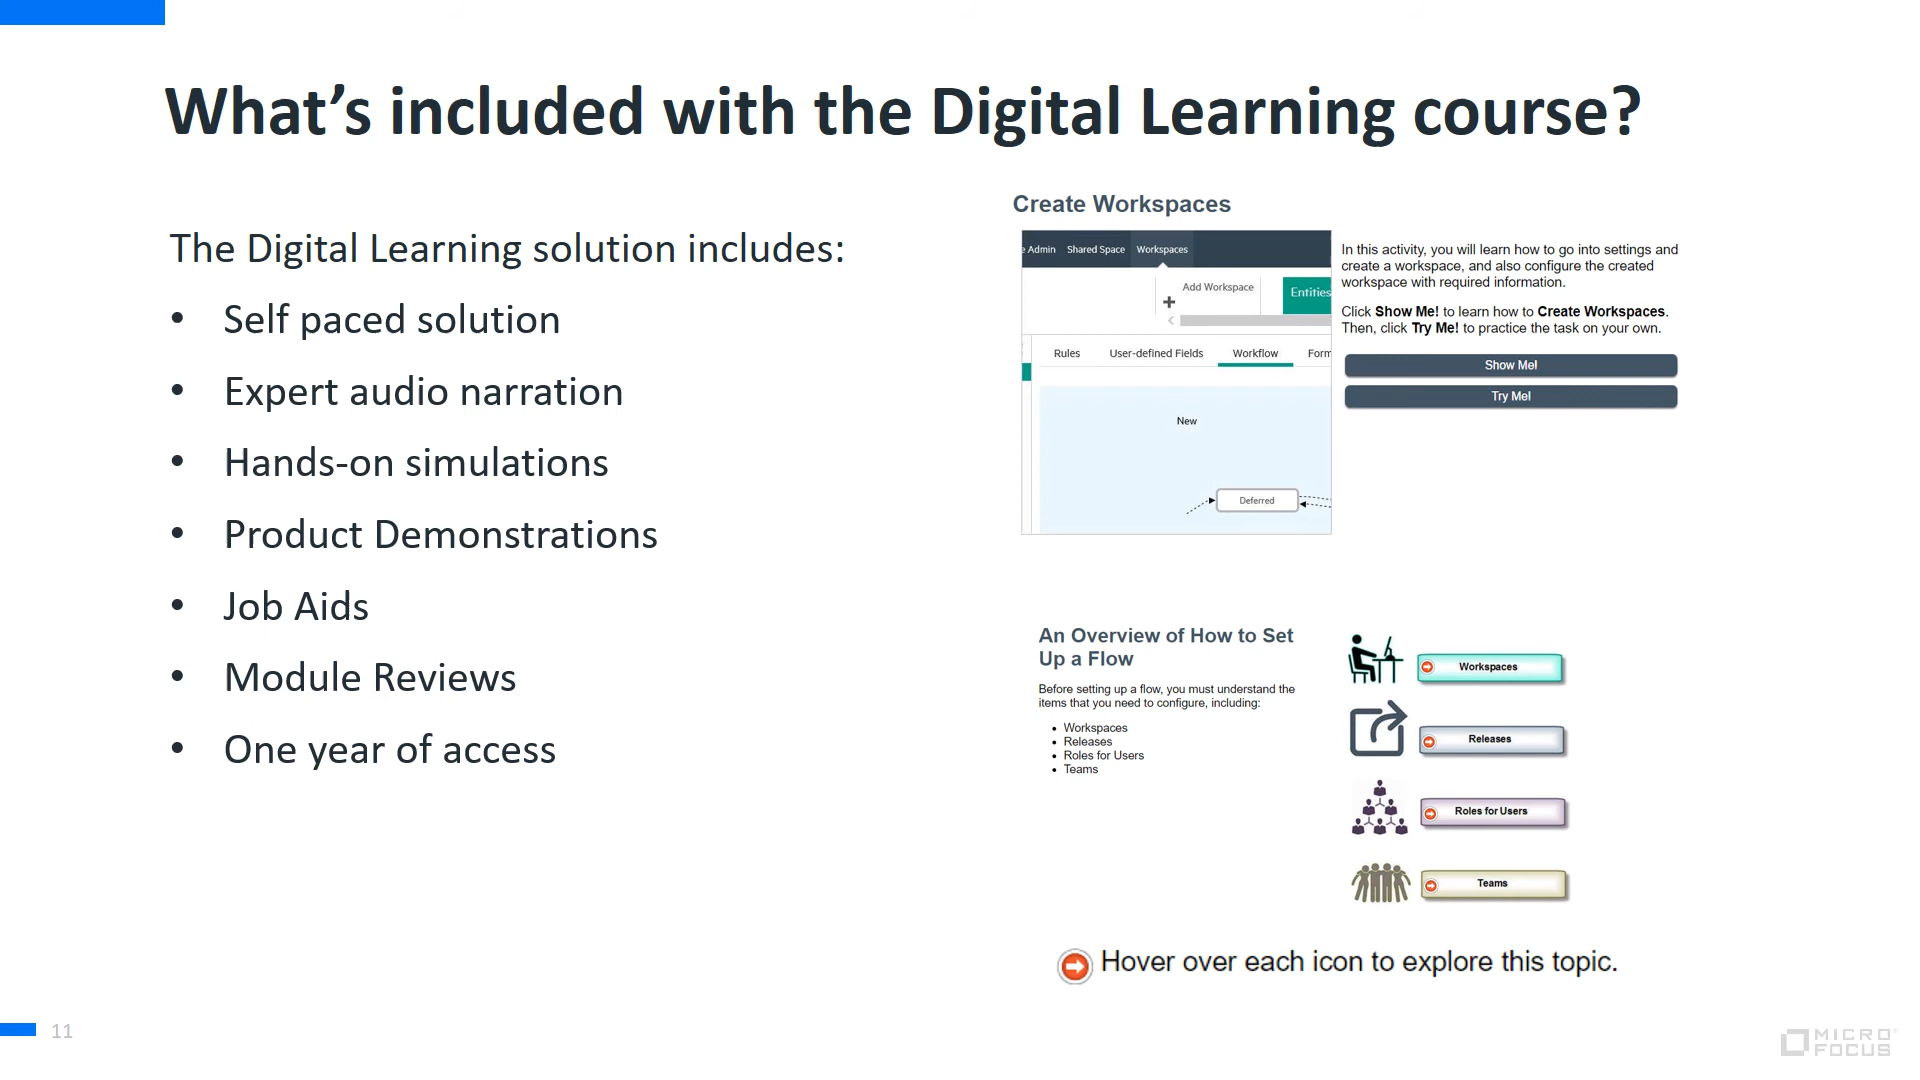 What's included with the Digital Learning course?
The Digital Learning solution includes:
• Self paced solution
• Expert audio narration
• Hands-on simulations
• Product Demonstrations
• Job Aids
• Module Reviews
• One year of access
Create Workspaces
Admin Shared Space Workspaces
Add Workspace
Entities
Rules User-defined Fields Workflow
New
Deferred
In this activity, you will learn how to go into settings and
create a workspace, and also configure the created
workspace with required information.
Click Show Me! to learn how to Create Workspaces.
Then, click Try Me! to practice the task on your own.
Show Me!
Try Me!
An Overview of How to Set
Up a Flow
Before setting up a flow, you must understand the
items that you need to configure, including:
• Workspaces
• Releases
• Roles for Users
• Teams
Workspaces
Releases
Roles for Users
Teams
Hover over each icon to explore this topic.
11
MICRO
FOCUS